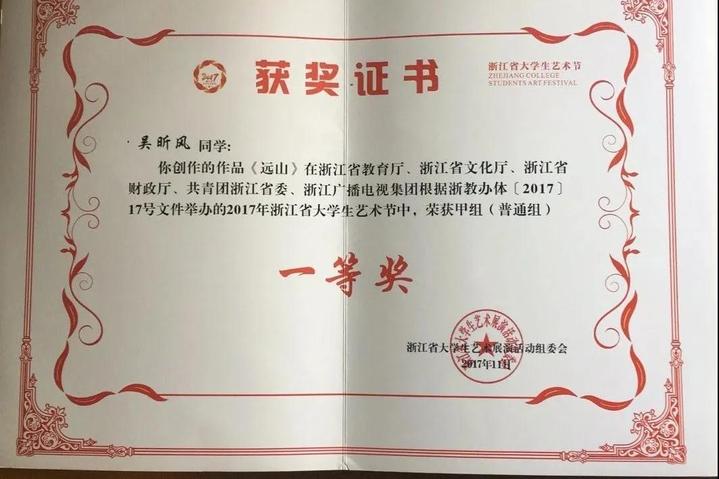 2017
获奖证书
浙江省大学生艺术节
ZHEJIANG COLLEGE
STUDENTS ART FESTIVAL
吴昕风 同学：
你创作的作品《远山》在浙江省教育厅、浙江省文化厅、浙江省
财政厅、共青团浙江省委、浙江广播电视集团根据浙教办体〔2017〕
17号文件举办的2017年浙江省大学生艺术节中，荣获甲组（普通组）
一等奖
浙江省大学生艺术展演活动组委会
2017年11月